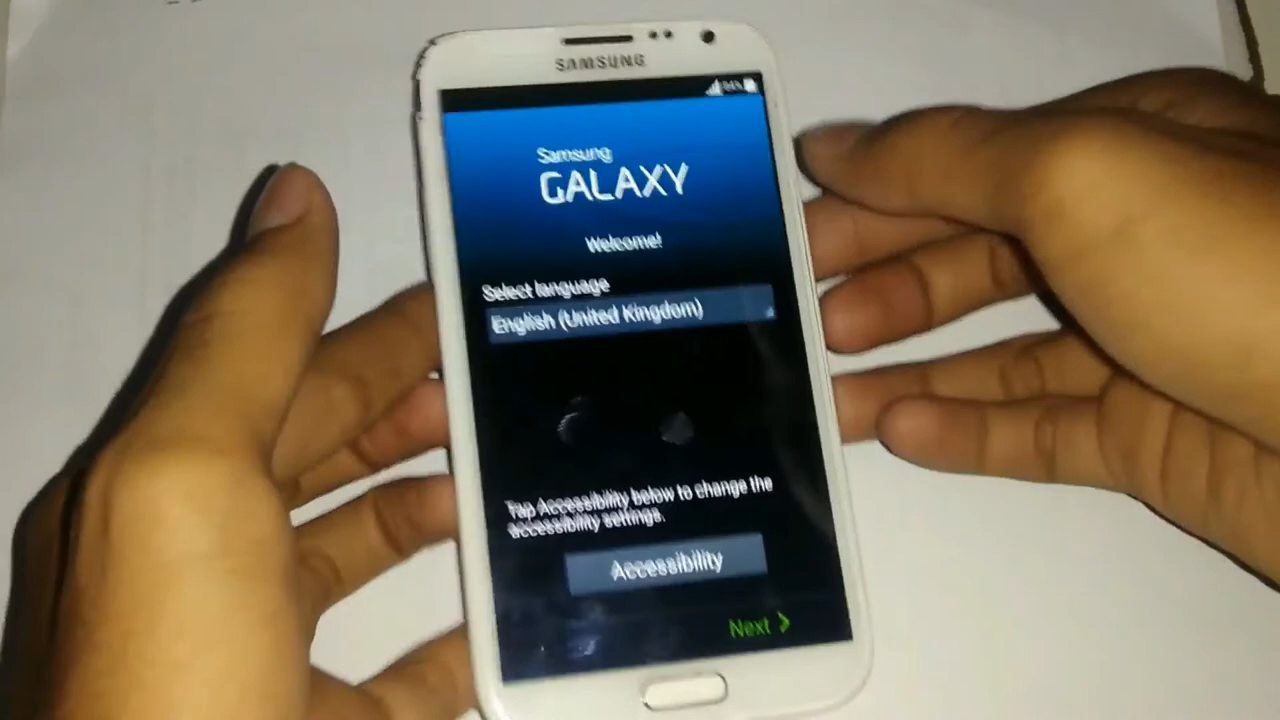 SAMSUNG
Samsung
GALAXY
Welcome!
Select language
English (United Kingdom)
Tap Accessibility below to change the
accessibility settings.
Accessibility
Next